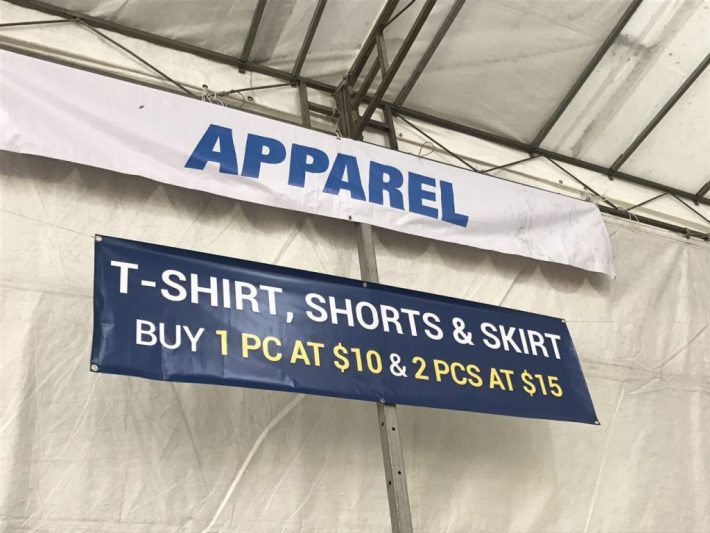 APPAREL
T-SHIRT, SHORTS & SKIRT
BUY 1 PC AT $10 & 2 PCS AT $15